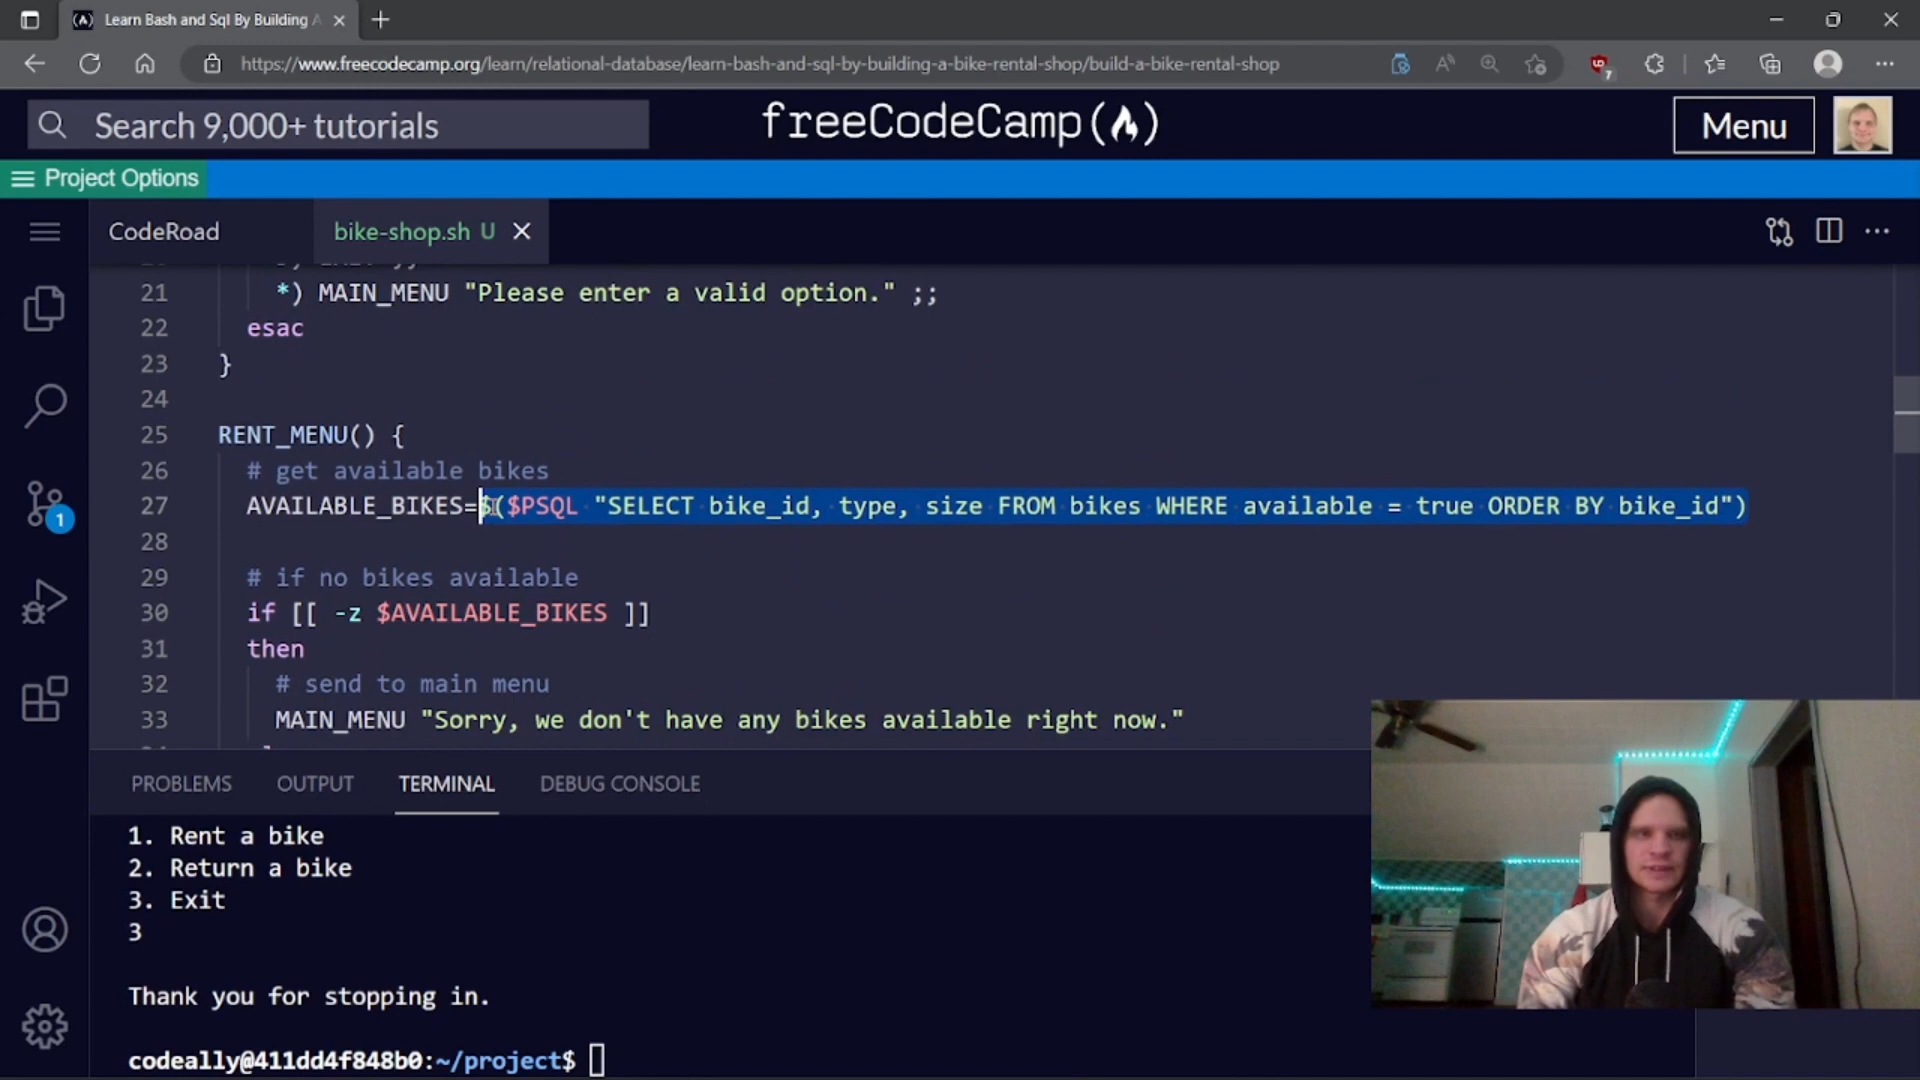 Learn Bash and Sql By Building A
https://www.freecodecamp.org/learn/relational-database/learn-bash-and-sql-by-building-a-bike-rental-shop/build-a-bike-rental-shop
7
Search 9,000+ tutorials
freeCodeCamp
Menu
Project Options
CodeRoad
bike-shop.sh U
21 *) MAIN_MENU "Please enter a valid option." ;;
22 esac
23 }
24
25 RENT_MENU() {
26 # get available bikes
27 AVAILABLE_BIKES=$($PSQL "SELECT bike_id, type, size FROM bikes WHERE available = true ORDER BY bike_id")
28
29 # if no bikes available
30 if [[ -z $AVAILABLE_BIKES ]]
31 then
32 # send to main menu
33 MAIN_MENU "Sorry, we don't have any bikes available right now."
1
PROBLEMS OUTPUT TERMINAL DEBUG CONSOLE
1. Rent a bike
2. Return a bike
3. Exit
3
Thank you for stopping in.
codeally@411dd4f848b0:~/project$